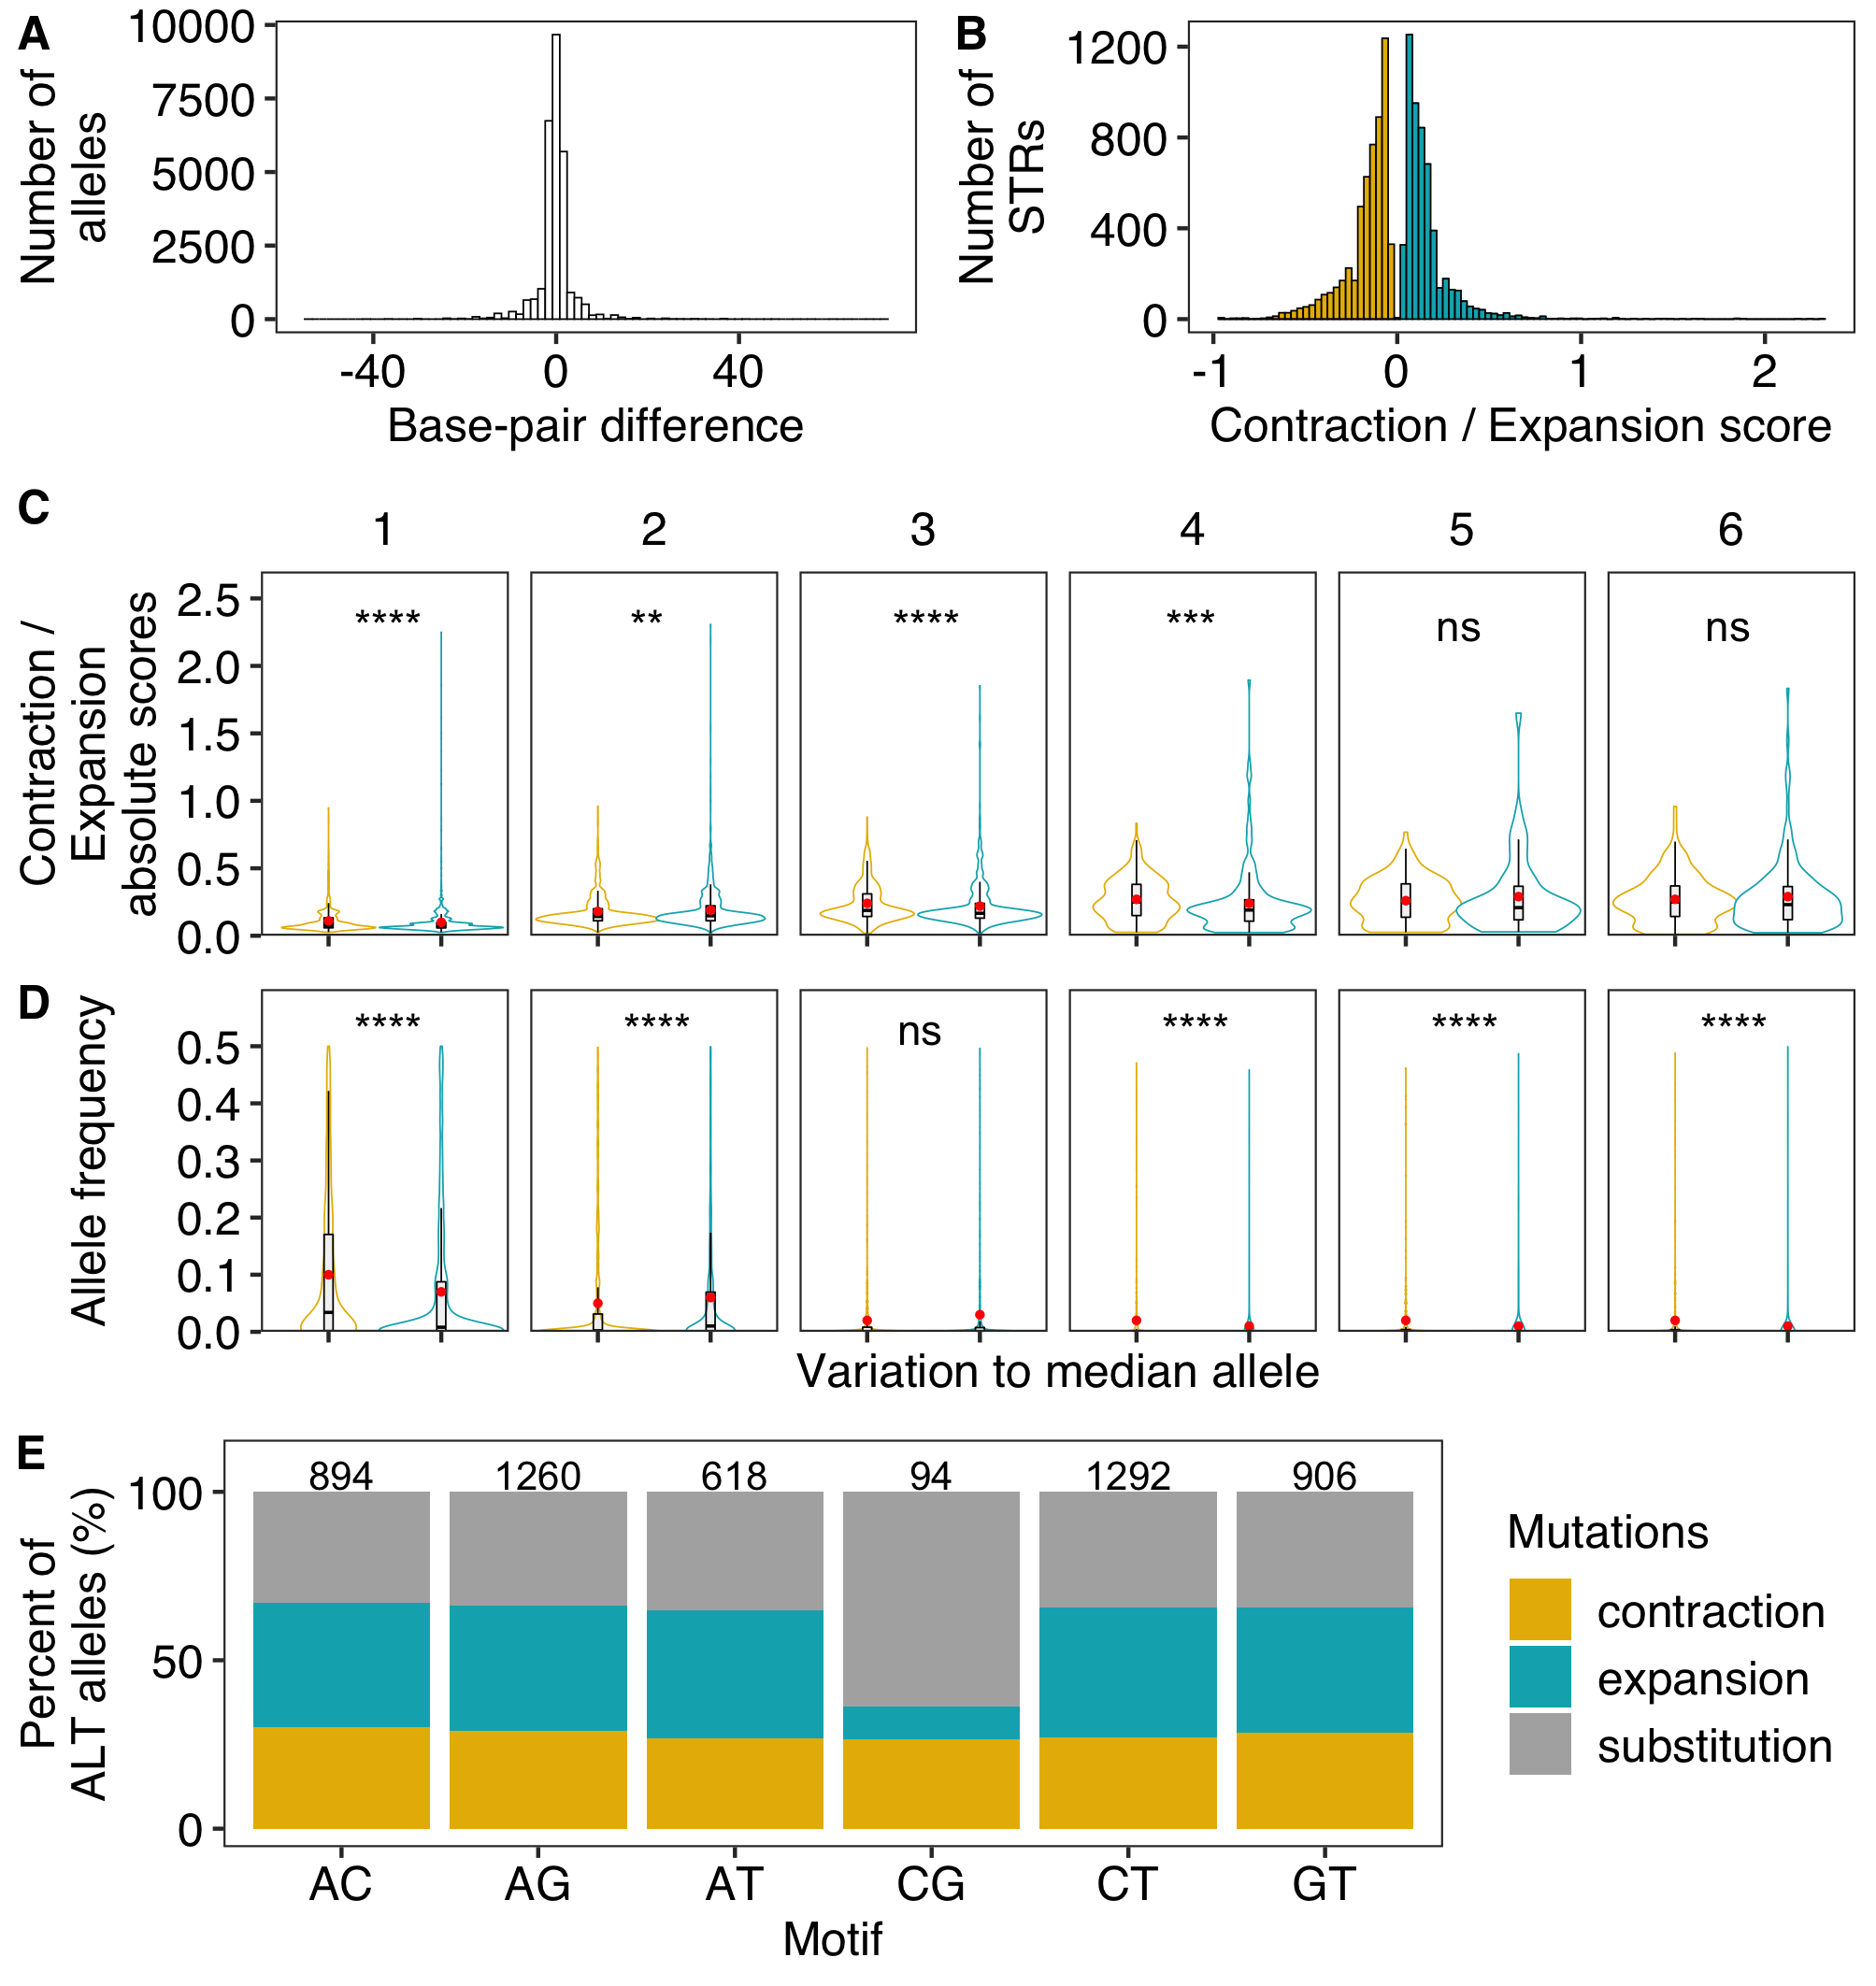 A
Number of
alleles
10000
7500
5000
2500
0
-40 0 40
Base-pair difference
B
Number of
STRs
1200
800
400
0
-1 0 1 2
Contraction / Expansion score
C
1 2 3 4 5 6
Contraction /
Expansion
absolute scores
2.5
2.0
1.5
1.0
0.5
0.0
**** ** **** *** ns ns
D
Allele frequency
0.5
0.4
0.3
0.2
0.1
0.0
**** **** ns **** **** ****
Variation to median allele
E
Percent of
ALT alleles (%)
100
50
0
894 1260 618 94 1292 906
AC AG AT CG CT GT
Motif
Mutations
contraction
expansion
substitution